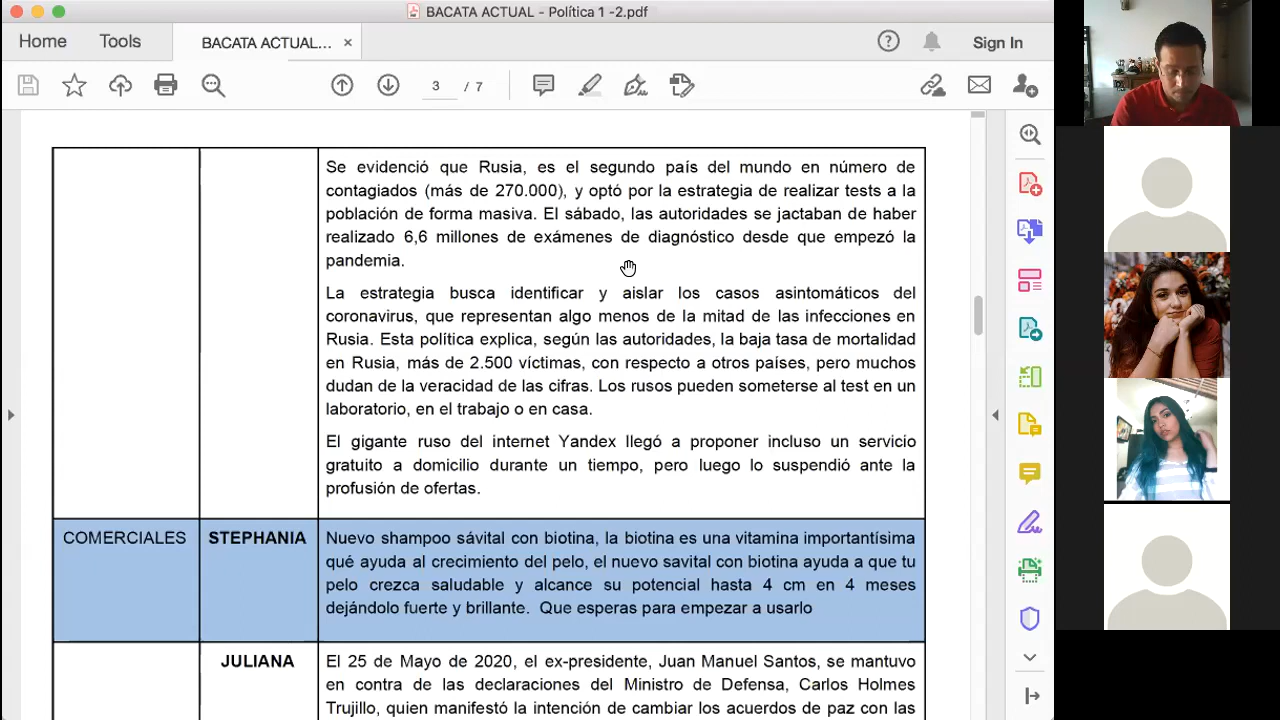 BACATA ACTUAL - Política 1 -2.pdf
Home Tools BACATA ACTUAL... × Sign In
3 / 7
Se evidenció que Rusia, es el segundo país del mundo en número de
contagiados (más de 270.000), y optó por la estrategia de realizar tests a la
población de forma masiva. El sábado, las autoridades se jactaban de haber
realizado 6,6 millones de exámenes de diagnóstico desde que empezó la
pandemia.
La estrategia busca identificar y aislar los casos asintomáticos del
coronavirus, que representan algo menos de la mitad de las infecciones en
Rusia. Esta política explica, según las autoridades, la baja tasa de mortalidad
en Rusia, más de 2.500 víctimas, con respecto a otros países, pero muchos
dudan de la veracidad de las cifras. Los rusos pueden someterse al test en un
laboratorio, en el trabajo o en casa.
El gigante ruso del internet Yandex llegó a proponer incluso un servicio
gratuito a domicilio durante un tiempo, pero luego lo suspendió ante la
profusión de ofertas.
COMERCIALES STEPHANIA Nuevo shampoo sávital con biotina, la biotina es una vitamina importantísima
qué ayuda al crecimiento del pelo, el nuevo savital con biotina ayuda a que tu
pelo crezca saludable y alcance su potencial hasta 4 cm en 4 meses
dejándolo fuerte y brillante. Que esperas para empezar a usarlo
JULIANA El 25 de Mayo de 2020, el ex-presidente, Juan Manuel Santos, se mantuvo
en contra de las declaraciones del Ministro de Defensa, Carlos Holmes
Trujillo, quien manifestó la intención de cambiar los acuerdos de paz con las